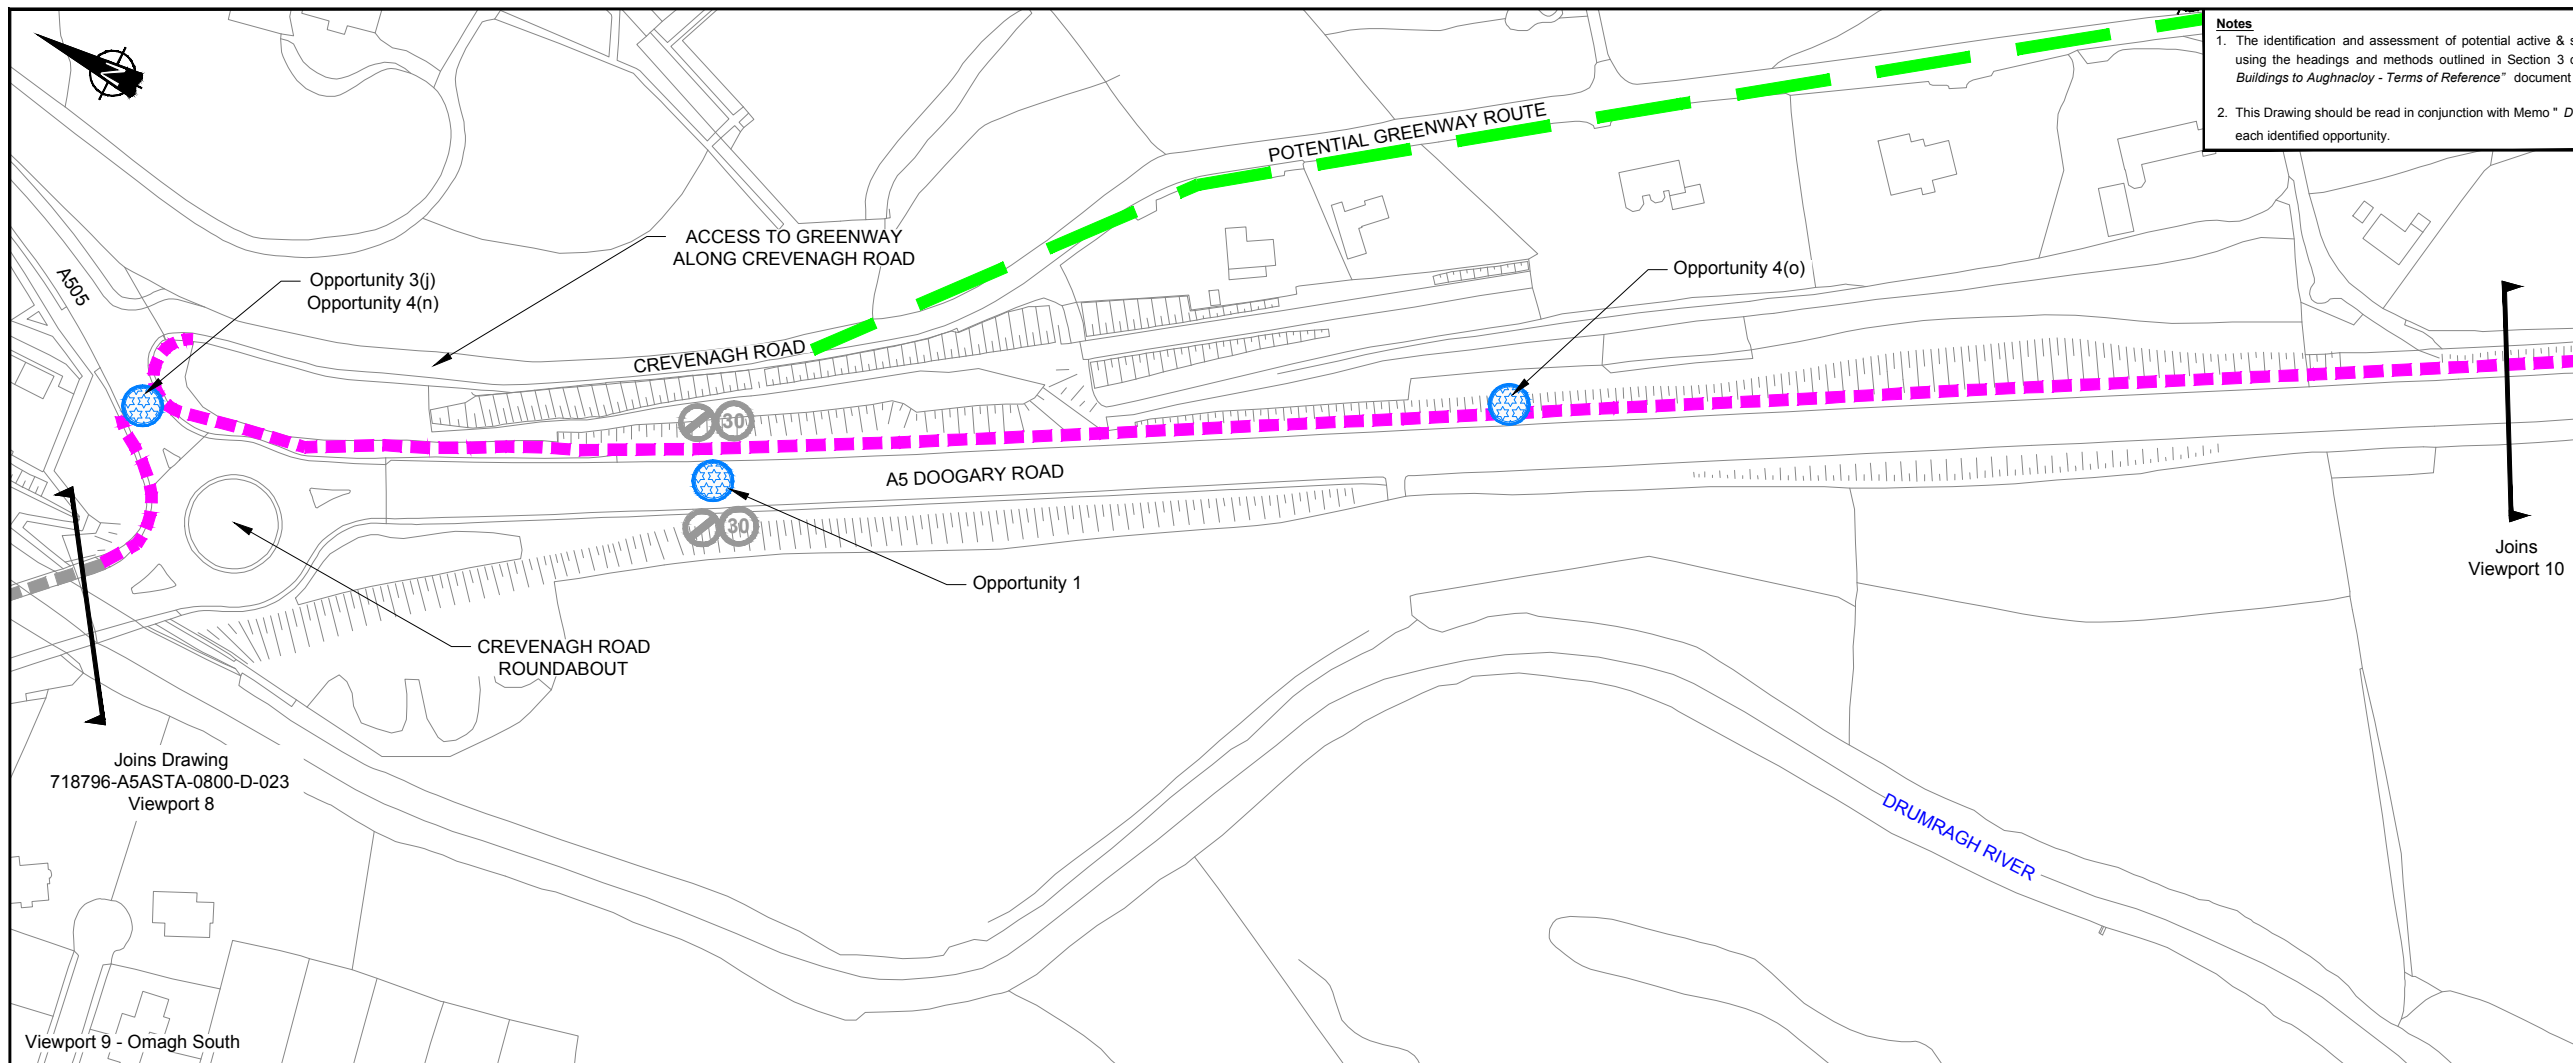 Notes
1. The identification and assessment of potential active &
using the headings and methods outlined in Section 3
Buildings to Aughnacloy - Terms of Reference" document
2. This Drawing should be read in conjunction with Memo "
each identified opportunity.
POTENTIAL GREENWAY ROUTE
ACCESS TO GREENWAY
ALONG CREVENAGH ROAD
A505
Opportunity 3(j)
Opportunity 4(n)
Opportunity 4(o)
CREVENAGH ROAD
30
A5 DOOGARY ROAD
30
Opportunity 1
Joins
Viewport 10
CREVENAGH ROAD
ROUNDABOUT
Joins Drawing
718796-A5ASTA-0800-D-023
Viewport 8
DRUMRAGH RIVER
Viewport 9 - Omagh South
N